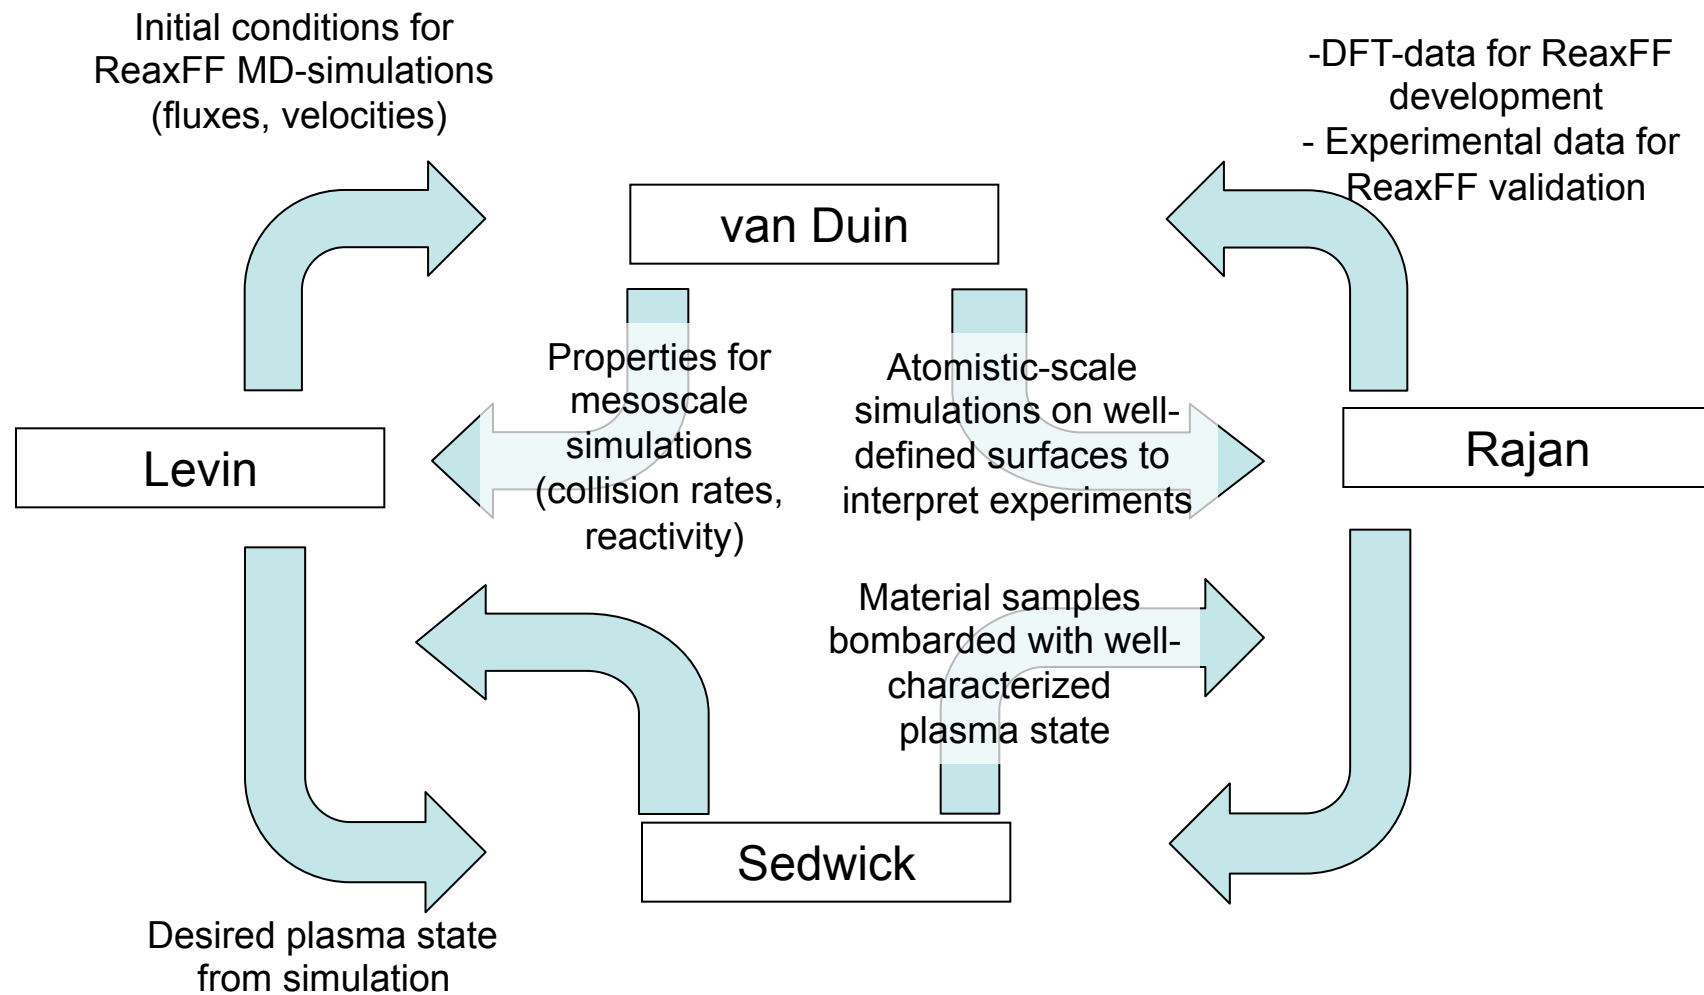 Initial conditions for
ReaxFF MD-simulations
(fluxes, velocities)
-DFT-data for ReaxFF
development
- Experimental data for
ReaxFF validation
van Duin
Properties for
mesoscale
simulations
(collision rates,
reactivity)
Atomistic-scale
simulations on well-
defined surfaces to
interpret experiments
Levin
Rajan
Material samples
bombarded with well-
characterized
plasma state
Sedwick
Desired plasma state
from simulation